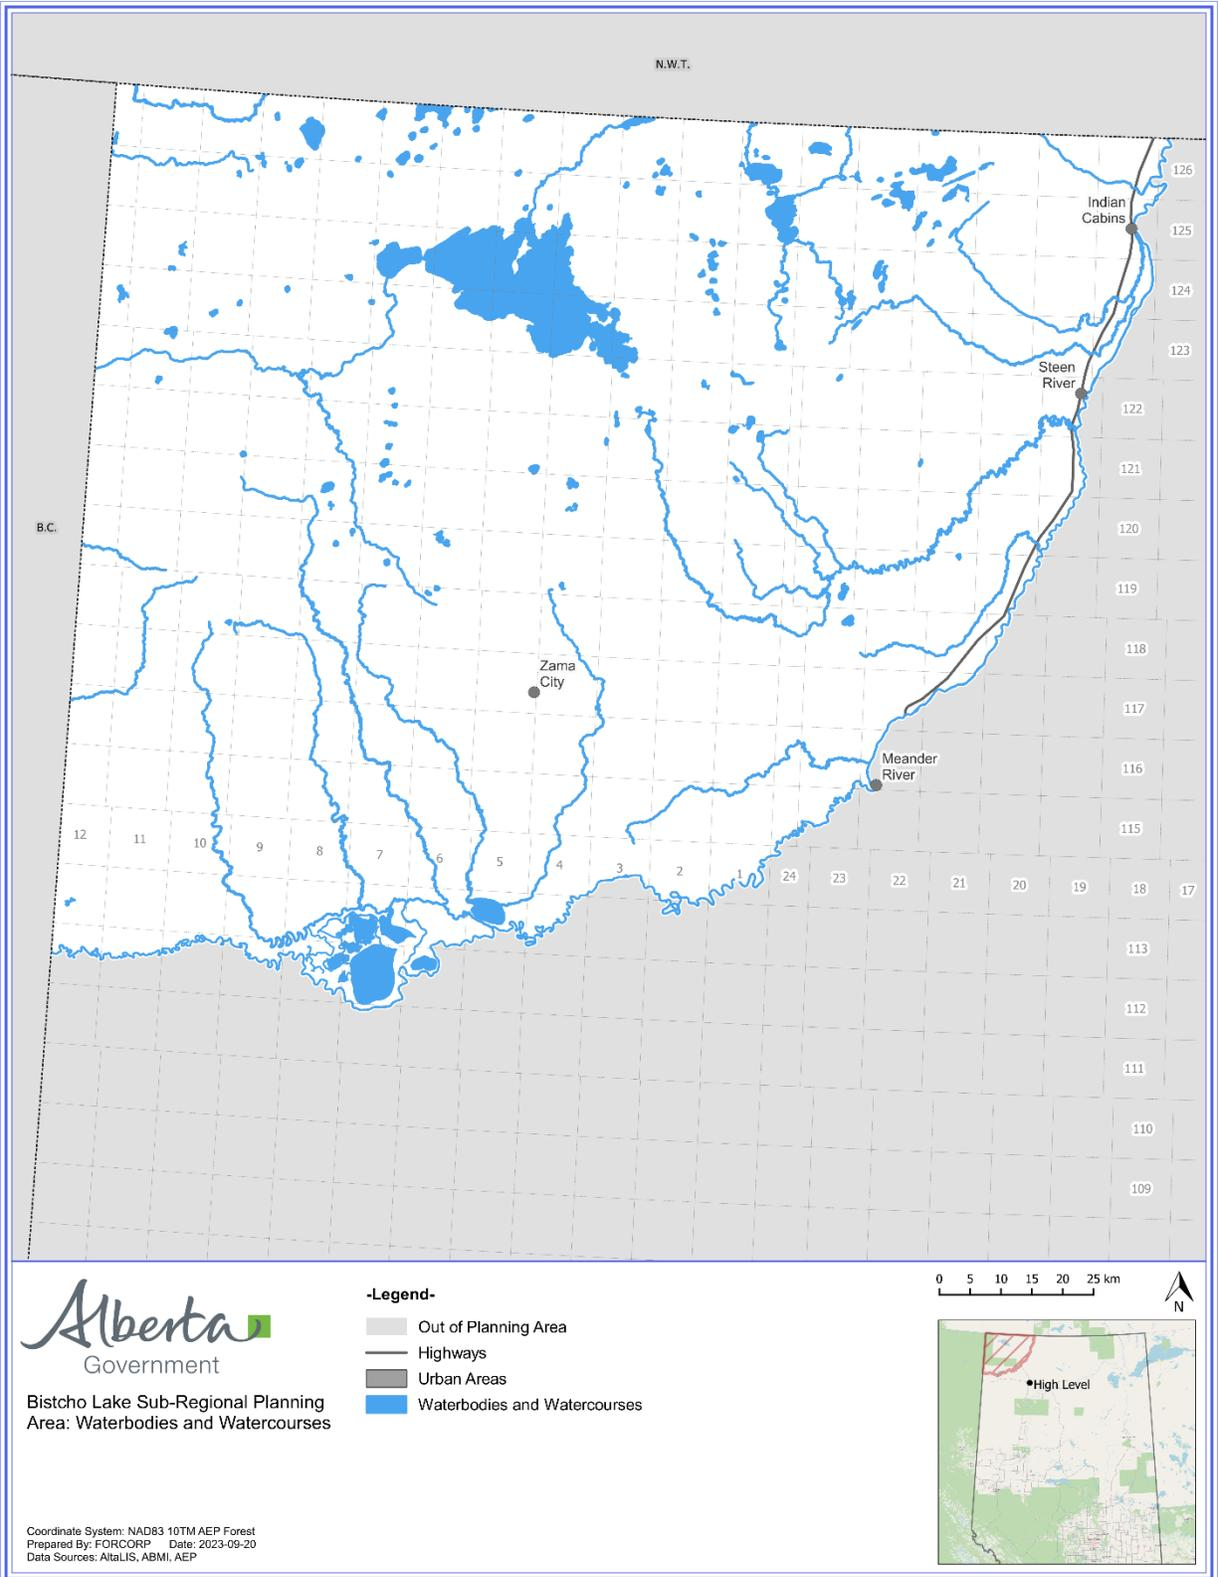 N.W.T.
126
Indian
Cabins
125
124
123
Steen
River
122
121
B.C.
120
119
118
Zama
City
117
Meander
River
116
115
12
11
10
9
8
7
6
5
4
3
2
1
24
23
22
21
20
19
18
17
113
112
111
110
109
Alberta
Government
Bistcho Lake Sub-Regional Planning
Area: Waterbodies and Watercourses
Coordinate System: NAD83 10TM AEP Forest
Prepared By: FORCORP Date: 2023-09-20
Data Sources: AltaLIS, ABMI, AEP
-Legend-
Out of Planning Area
Highways
Urban Areas
Waterbodies and Watercourses
0 5 10 15 20 25 km
N
High Level